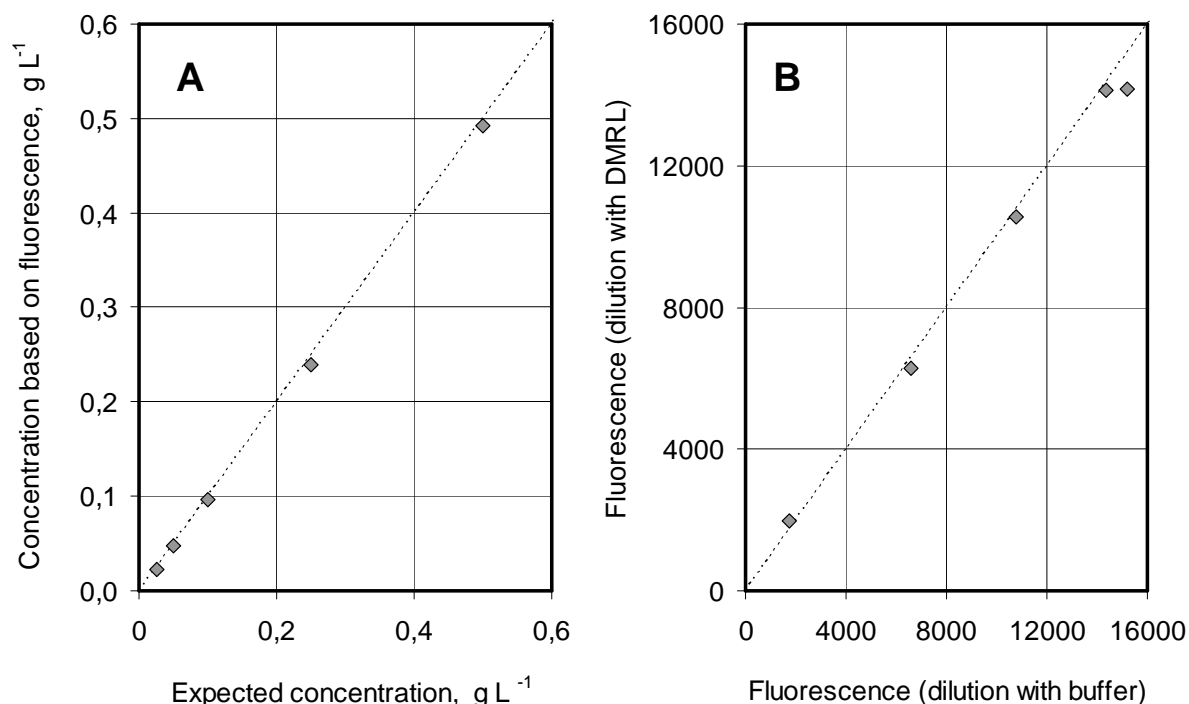 A
Concentration based on fluorescence, g L-1
0,6
0,5
0,4
0,3
0,2
0,1
0,0
0 0,2 0,4 0,6
Expected concentration, g L -1
B
Fluorescence (dilution with DMRL)
16000
12000
8000
4000
0
0 4000 8000 12000 16000
Fluorescence (dilution with buffer)